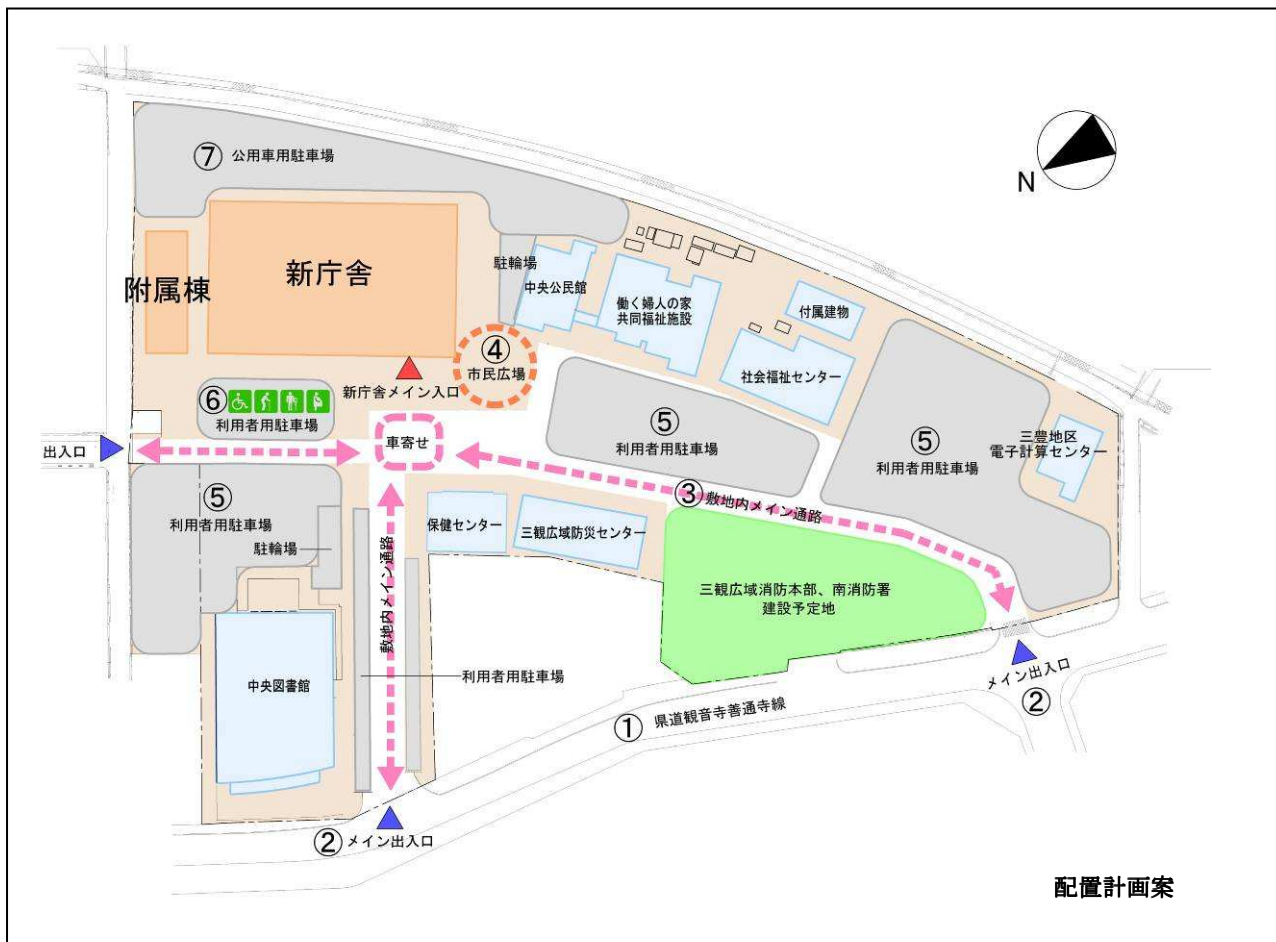 ⑦ 公用車用駐車場
N
附属棟
新庁舎
駐輪場
中央公民館
働く婦人の家
共同福祉施設
付属建物
社会福祉センター
④
市民広場
新庁舎メイン入口
⑥
利用者用駐車場
車寄せ
出入口
⑤
利用者用駐車場
⑤
利用者用駐車場
三豊地区
電子計算センター
⑤
利用者用駐車場
駐輪場
③敷地内メイン通路
保健センター
三観広域防災センター
敷地内メイン通路
三観広域消防本部、南消防署
建設予定地
中央図書館
利用者用駐車場
メイン出入口
②
① 県道観音寺善通寺線
②メイン出入口
配置計画案